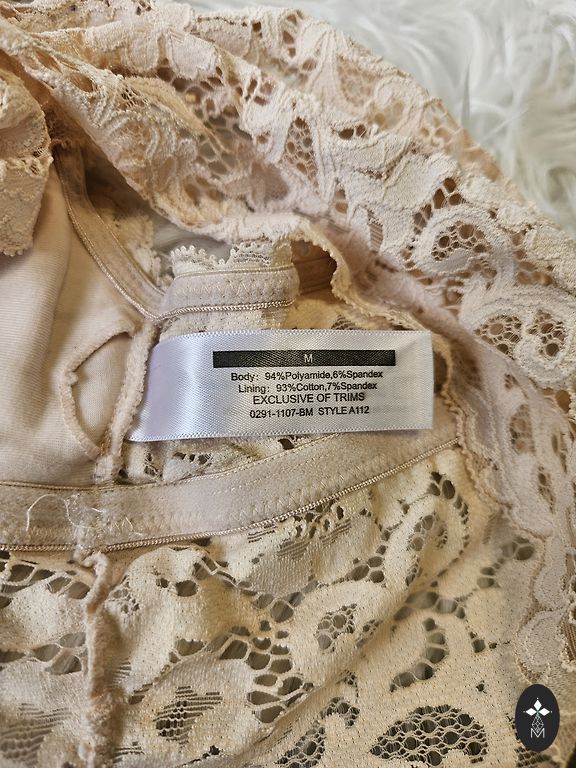 M
Body: 94%Polyamide,6%Spandex
Lining: 93%Cotton,7%Spandex
EXCLUSIVE OF TRIMS
0291-1107-BM STYLE A112